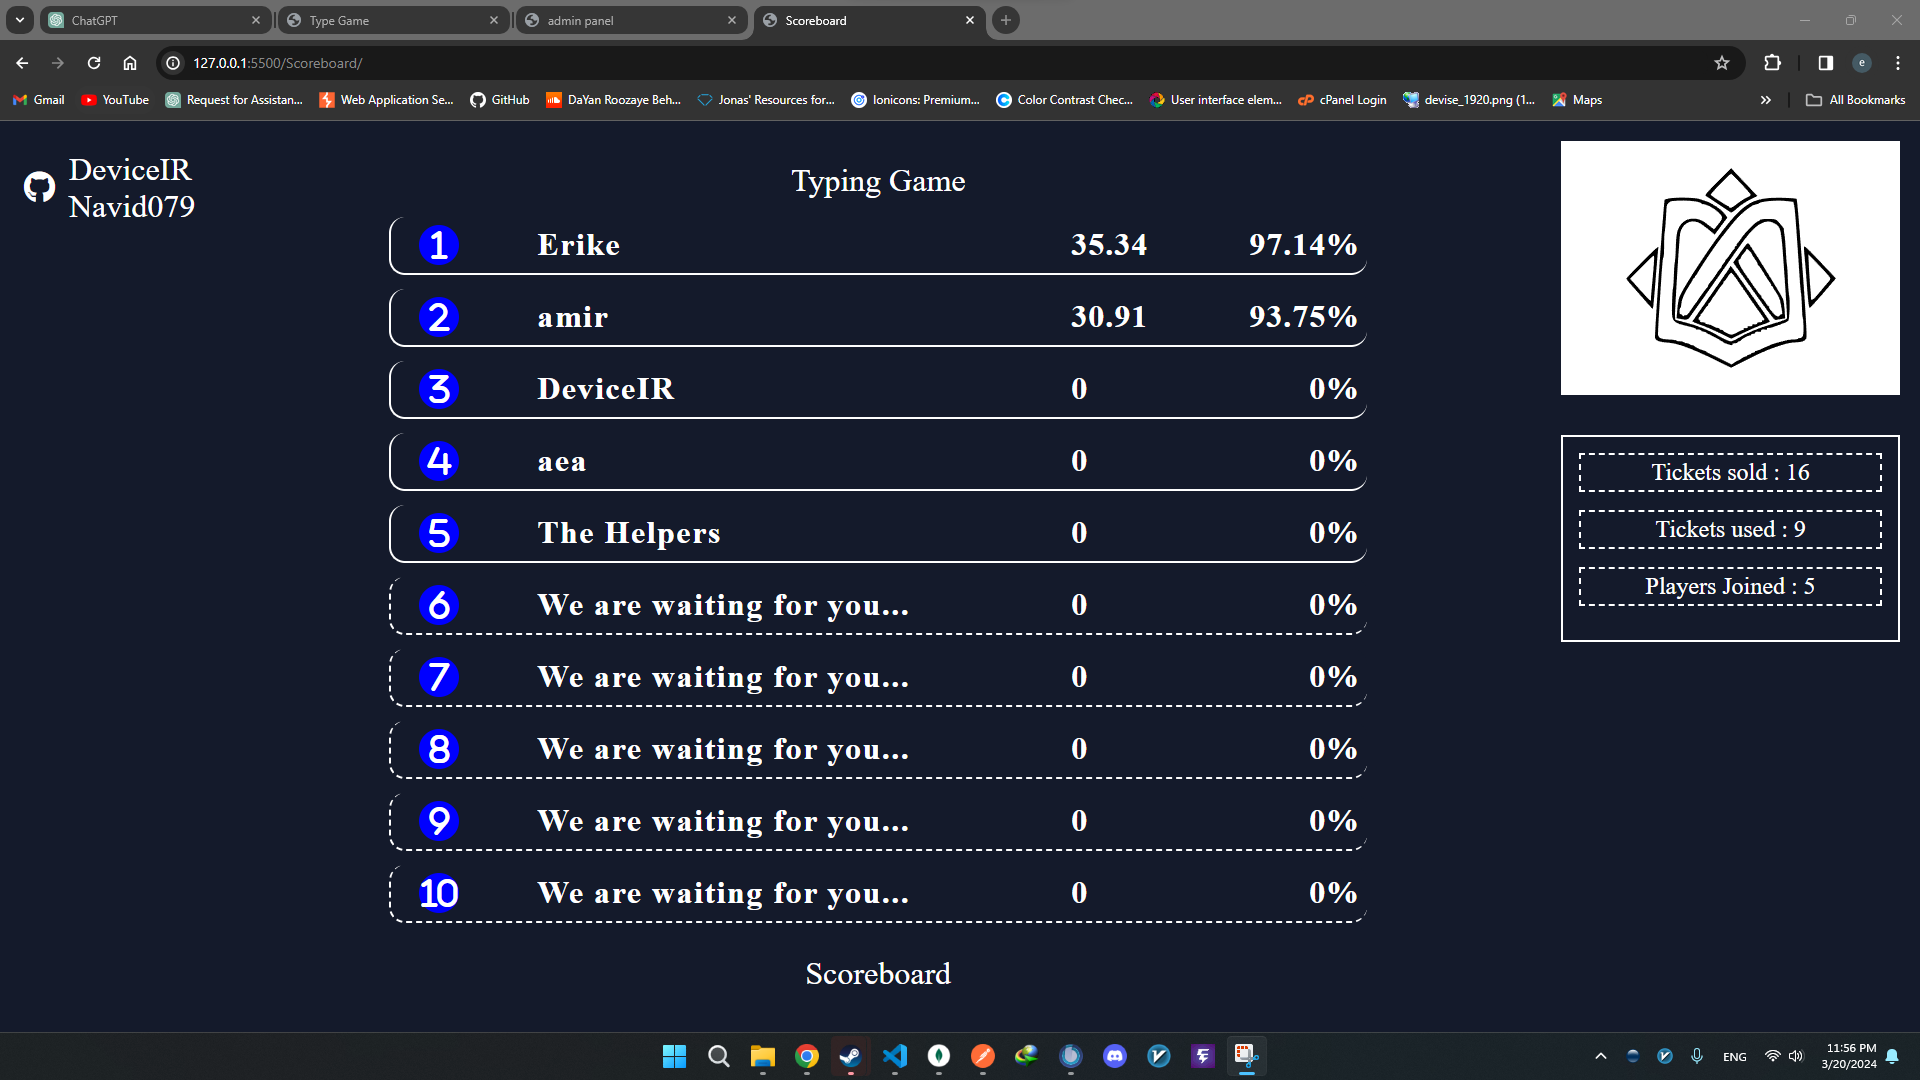 ChatGPT
Type Game
admin panel
Scoreboard
127.0.0.1:5500/Scoreboard/
e
Gmail
YouTube
Request for Assistan...
Web Application Se...
GitHub
DaYan Roozaye Beh...
Jonas' Resources for...
Ionicons: Premium...
Color Contrast Chec...
User interface elem...
cPanel Login
devise_1920.png (1...
Maps
All Bookmarks
DeviceIR
Navid079
Typing Game
1 Erike 35.34 97.14%
2 amir 30.91 93.75%
3 DeviceIR 0 0%
4 aea 0 0%
5 The Helpers 0 0%
6 We are waiting for you... 0 0%
7 We are waiting for you... 0 0%
8 We are waiting for you... 0 0%
9 We are waiting for you... 0 0%
10 We are waiting for you... 0 0%
Scoreboard
Tickets sold : 16
Tickets used : 9
Players Joined : 5
ENG
11:56 PM
3/20/2024